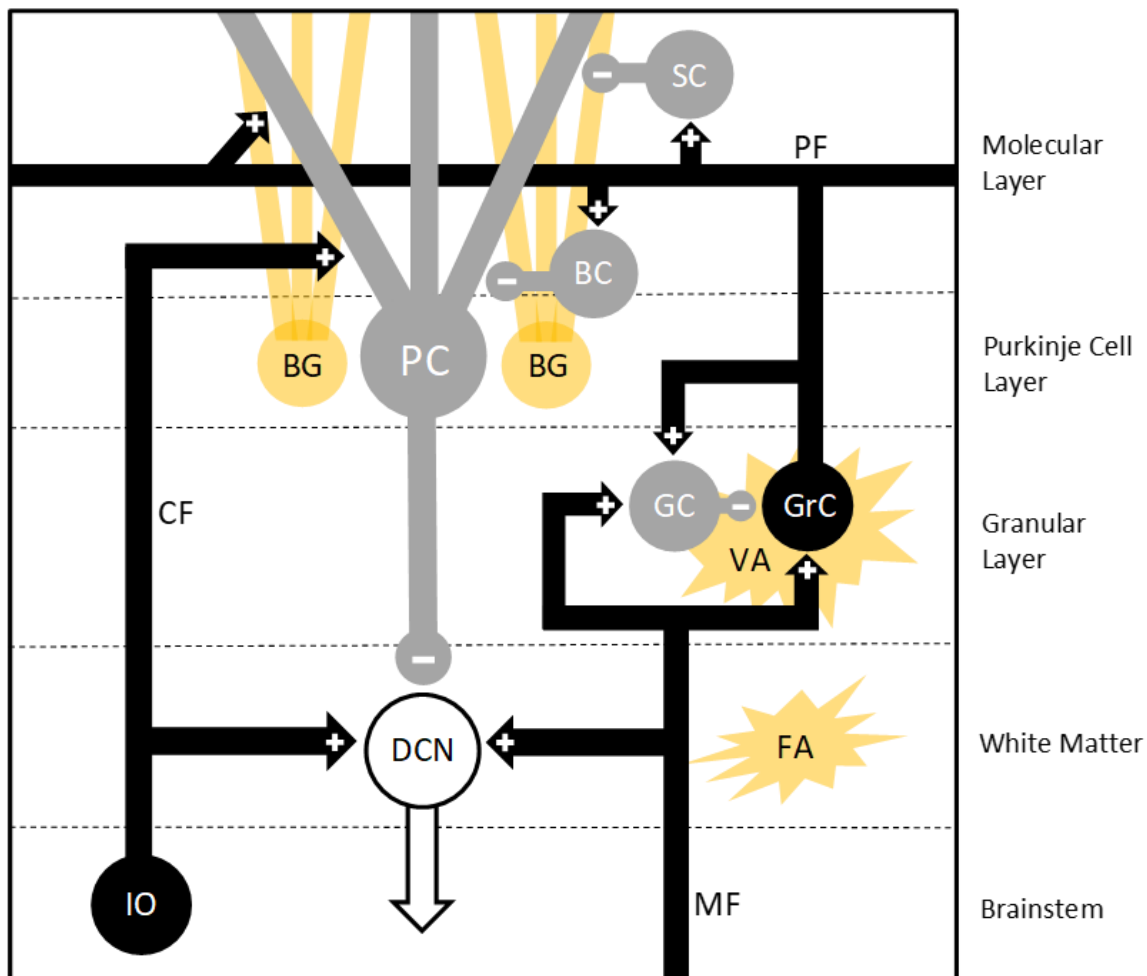 SC
+
−
+
PF
Molecular
Layer
+
+
BC
−
BG
PC
BG
Purkinje Cell
Layer
+
CF
+
GC
−
GrC
VA
+
Granular
Layer
−
+
DCN
+
FA
White Matter
IO
MF
Brainstem